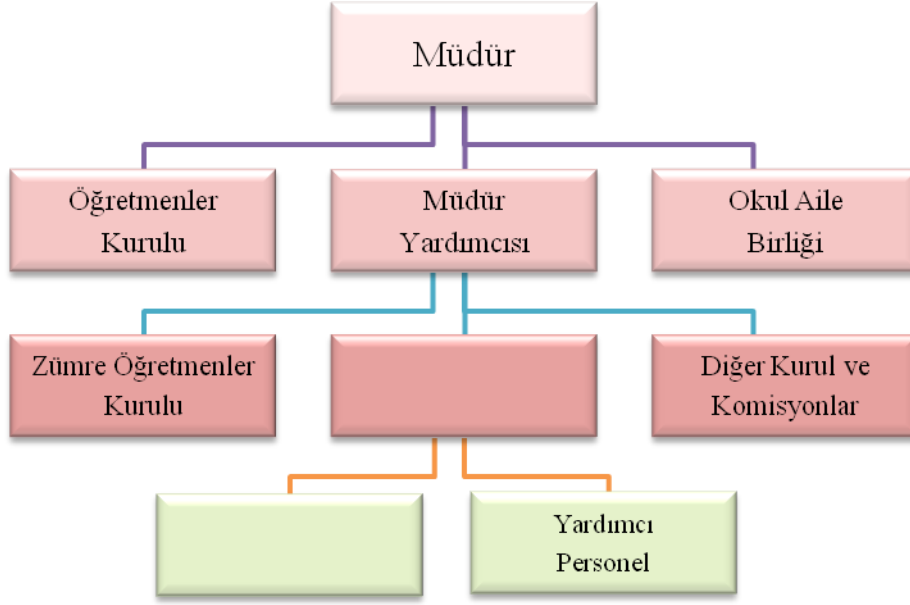 Müdür
Öğretmenler
Kurulu
Müdür
Yardımcısı
Okul Aile
Birliği
Zümre Öğretmenler
Kurulu
Diğer Kurul ve
Komisyonlar
Yardımcı
Personel